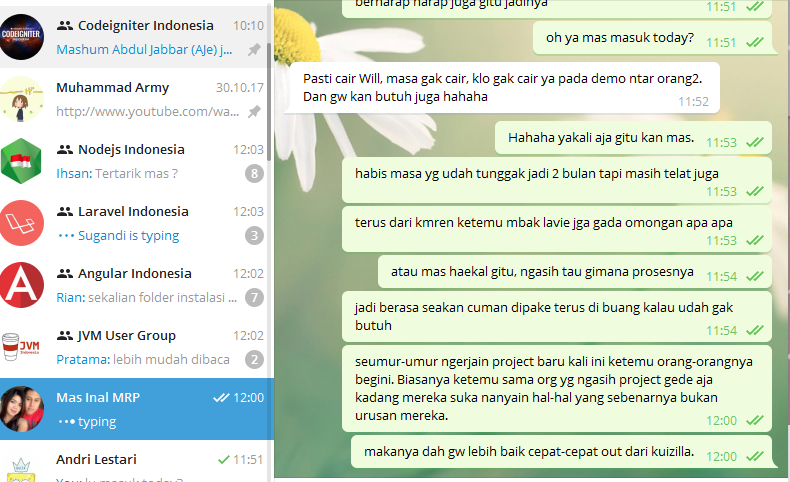 Codeigniter Indonesia 10:10
Mashum Abdul Jabbar (AJe) j...
Muhammad Army 30.10.17
http://www.youtube.com/wa...
Nodejs Indonesia 12:03
Ihsan: Tertarik mas ? 8
Laravel Indonesia 12:03
Sugandi is typing 3
Angular Indonesia 12:02
Rian: sekalian folder instalasi ... 7
JVM User Group 12:02
Pratama: lebih mudah dibaca 2
Mas Inal MRP 12:00
typing
Andri Lestari 11:51
You: lu masuk today?
berharap harap juga gitu jadinya
11:51
oh ya mas masuk today? 11:51
Pasti cair Will, masa gak cair, klo gak cair ya pada demo ntar orang2.
Dan gw kan butuh juga hahaha
11:52
Hahaha yakali aja gitu kan mas. 11:53
habis masa yg udah tunggak jadi 2 bulan tapi masih telat juga
11:53
terus dari kmren ketemu mbak lavie jga gada omongan apa apa
11:53
atau mas haekal gitu, ngasih tau gimana prosesnya 11:54
jadi berasa seakan cuman dipake terus di buang kalau udah gak
butuh
11:54
seumur-umur ngerjain project baru kali ini ketemu orang-orangnya
begini. Biasanya ketemu sama org yg ngasih project gede aja
kadang mereka suka nanyain hal-hal yang sebenarnya bukan
urusan mereka.
12:00
makanya dah gw lebih baik cepat-cepat out dari kuizilla. 12:00
CODEIGNITER
JVM